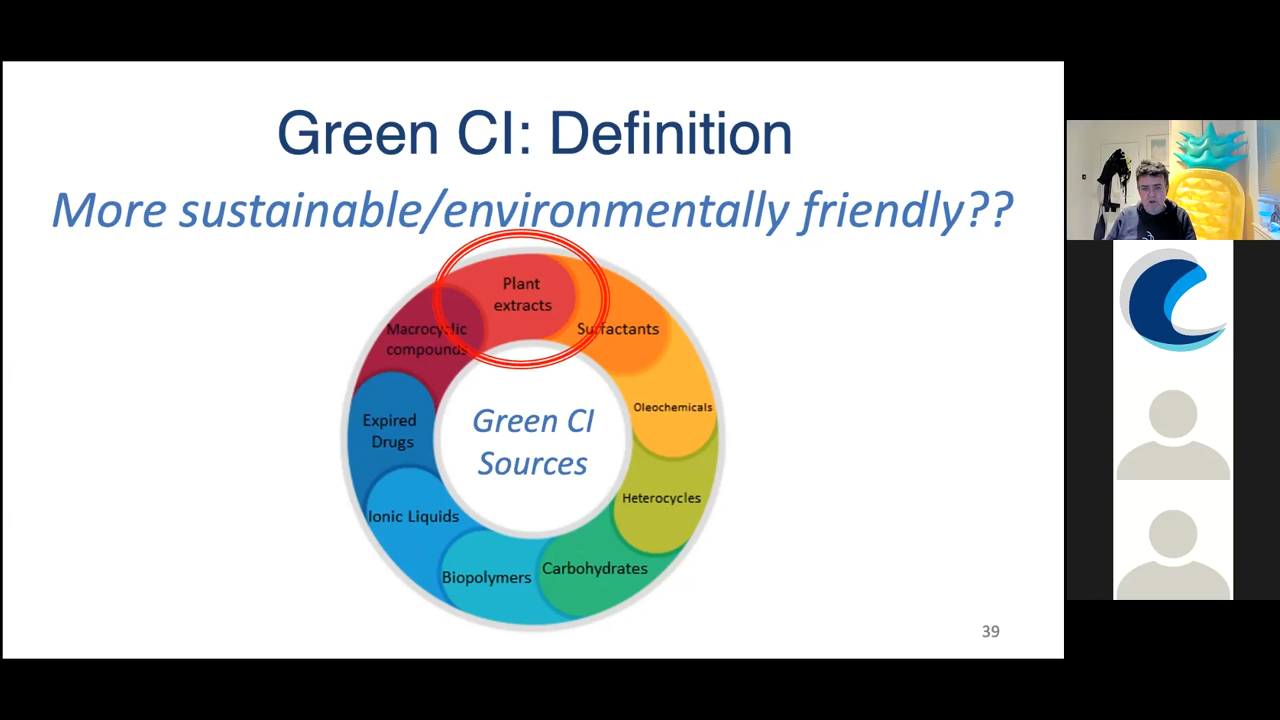 Green CI: Definition
More sustainable/environmentally friendly??
Plant
extracts
Surfactants
Oleochemicals
Heterocycles
Carbohydrates
Biopolymers
Ionic Liquids
Expired
Drugs
Macrocyclic
compounds
Green CI
Sources
39